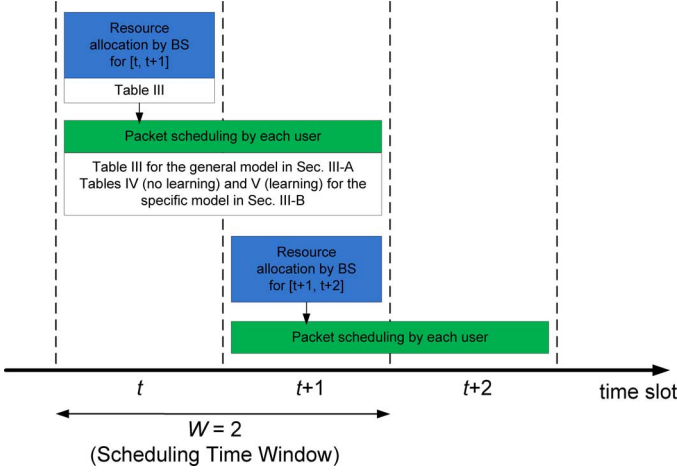 Resource
allocation by BS
for [t, t+1]
Table III
Packet scheduling by each user
Table III for the general model in Sec. III-A
Tables IV (no learning) and V (learning) for the
specific model in Sec. III-B
Resource
allocation by BS
for [t+1, t+2]
Packet scheduling by each user
t
t+1
t+2
time slot
W = 2
(Scheduling Time Window)